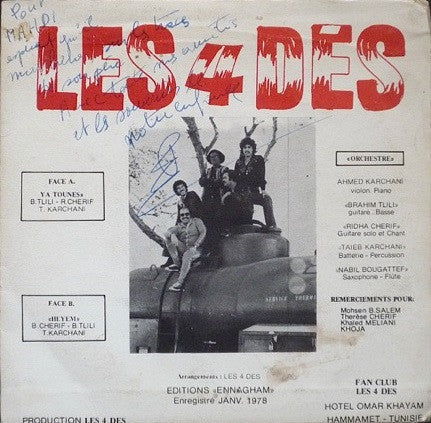 Pour
MAHDI
LES 4 DES
FACE A.
YA TOUNES»
B. TLILI - R. CHERIF
T. KARCHANI
FACE B.
«HEYEM»
B. CHERIF - B. TLILI
T. KARCHANI
«ORCHESTRE»
AHMED KARCHANI
violon. Piano
«BRAHIM TLILI»
guitare . Basse
«RIDHA CHERIF»
Guitare solo et Chant
«TAIEB KARCHANI»
Batterie - Percussion
«NABIL BOUGATTEF»
Saxophone - Flûte
REMERCIEMENTS POUR:
Mohsen B.SALEM
Therèse CHERIF
Khaled MELIANI
KHOJA
Arrangements : LES 4 DES
EDITIONS «ENNAGHAM»
Enregistre JANV. 1978
PRODUCTION LES 4 DES
FAN CLUB
LES 4 DES
HOTEL OMAR KHAYAM
HAMMAMET - TUNISIE